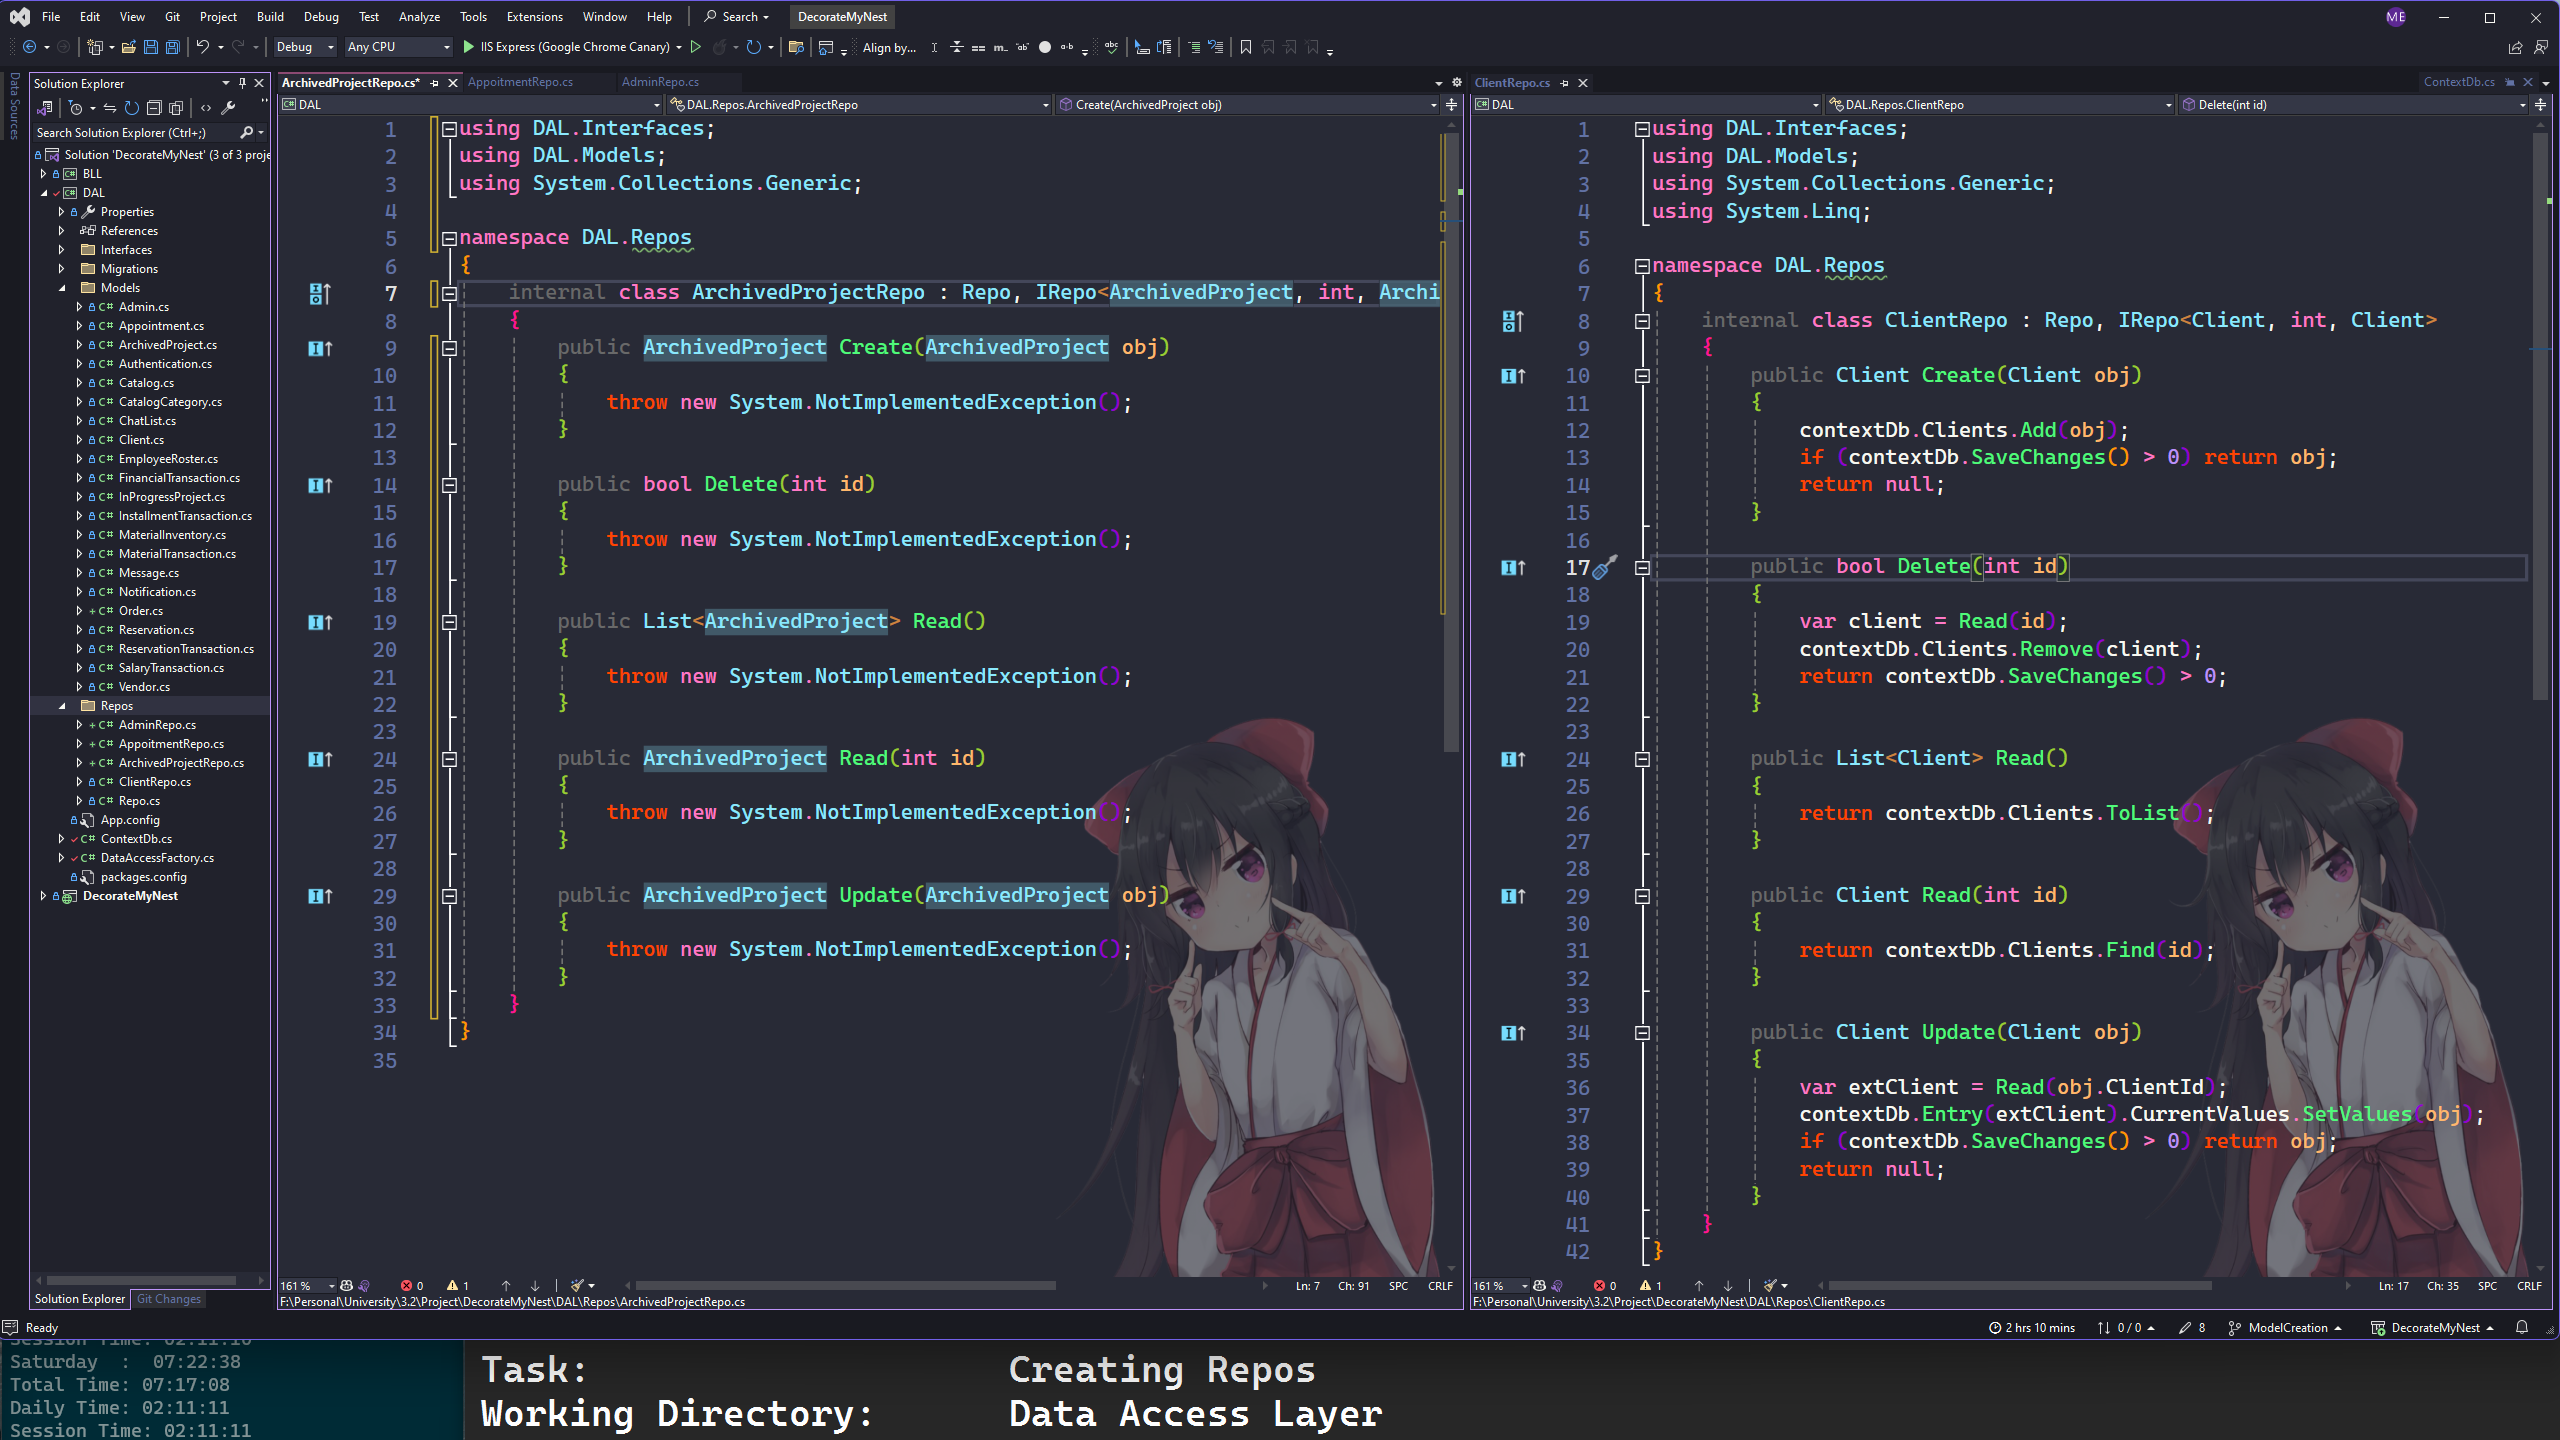 File Edit View Git Project Build Debug Test Analyze Tools Extensions Window Help Search DecorateMyNest ME
Debug Any CPU IIS Express (Google Chrome Canary) Align by...
Data Sources
Solution Explorer
Search Solution Explorer (Ctrl+;)
Solution 'DecorateMyNest' (3 of 3 proje
BLL
DAL
Properties
References
Interfaces
Migrations
Models
C# Admin.cs
C# Appointment.cs
C# ArchivedProject.cs
C# Authentication.cs
C# Catalog.cs
C# CatalogCategory.cs
C# ChatList.cs
C# Client.cs
C# EmployeeRoster.cs
C# FinancialTransaction.cs
C# InProgressProject.cs
C# InstallmentTransaction.cs
C# MaterialInventory.cs
C# MaterialTransaction.cs
C# Message.cs
C# Notification.cs
+ C# Order.cs
C# Reservation.cs
C# ReservationTransaction.cs
C# SalaryTransaction.cs
C# Vendor.cs
Repos
+ C# AdminRepo.cs
+ C# AppoitmentRepo.cs
+ C# ArchivedProjectRepo.cs
C# ClientRepo.cs
C# Repo.cs
App.config
C# ContextDb.cs
C# DataAccessFactory.cs
packages.config
DecorateMyNest
Solution Explorer Git Changes
ArchivedProjectRepo.cs* AppoitmentRepo.cs AdminRepo.cs
DAL DAL.Repos.ArchivedProjectRepo Create(ArchivedProject obj)
1 using DAL.Interfaces;
2 using DAL.Models;
3 using System.Collections.Generic;
4
5 namespace DAL.Repos
6 {
7 internal class ArchivedProjectRepo : Repo, IRepo<ArchivedProject, int, Archi
8 {
9 public ArchivedProject Create(ArchivedProject obj)
10 {
11 throw new System.NotImplementedException();
12 }
13
14 public bool Delete(int id)
15 {
16 throw new System.NotImplementedException();
17 }
18
19 public List<ArchivedProject> Read()
20 {
21 throw new System.NotImplementedException();
22 }
23
24 public ArchivedProject Read(int id)
25 {
26 throw new System.NotImplementedException();
27 }
28
29 public ArchivedProject Update(ArchivedProject obj)
30 {
31 throw new System.NotImplementedException();
32 }
33 }
34 }
35
161 % 0 1 Ln: 7 Ch: 91 SPC CRLF
F:\Personal\University\3.2\Project\DecorateMyNest\DAL\Repos\ArchivedProjectRepo.cs
ClientRepo.cs ContextDb.cs
DAL DAL.Repos.ClientRepo Delete(int id)
1 using DAL.Interfaces;
2 using DAL.Models;
3 using System.Collections.Generic;
4 using System.Linq;
5
6 namespace DAL.Repos
7 {
8 internal class ClientRepo : Repo, IRepo<Client, int, Client>
9 {
10 public Client Create(Client obj)
11 {
12 contextDb.Clients.Add(obj);
13 if (contextDb.SaveChanges() > 0) return obj;
14 return null;
15 }
16
17 public bool Delete(int id)
18 {
19 var client = Read(id);
20 contextDb.Clients.Remove(client);
21 return contextDb.SaveChanges() > 0;
22 }
23
24 public List<Client> Read()
25 {
26 return contextDb.Clients.ToList();
27 }
28
29 public Client Read(int id)
30 {
31 return contextDb.Clients.Find(id);
32 }
33
34 public Client Update(Client obj)
35 {
36 var extClient = Read(obj.ClientId);
37 contextDb.Entry(extClient).CurrentValues.SetValues(obj);
38 if (contextDb.SaveChanges() > 0) return obj;
39 return null;
40 }
41 }
42 }
161 % 0 1 Ln: 17 Ch: 35 SPC CRLF
F:\Personal\University\3.2\Project\DecorateMyNest\DAL\Repos\ClientRepo.cs
Ready 2 hrs 10 mins 0 / 0 8 ModelCreation DecorateMyNest
Session Time: 02:11:10
Saturday : 07:22:38
Total Time: 07:17:08
Daily Time: 02:11:11
Session Time: 02:11:11
Task: Creating Repos
Working Directory: Data Access Layer